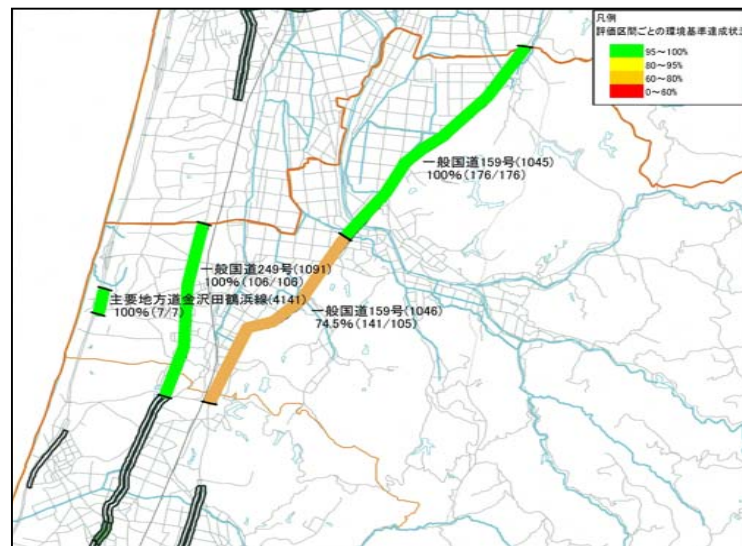 凡例
評価区間ごとの環境基準達成状況
95～100%
80～95%
60～80%
0～60%
一般国道159号(1045)
100%(176/176)
一般国道249号(1091)
100%(106/106)
主要地方道金沢田鶴浜線(4141)
100%(7/7)
一般国道159号(1046)
74.5%(141/105)